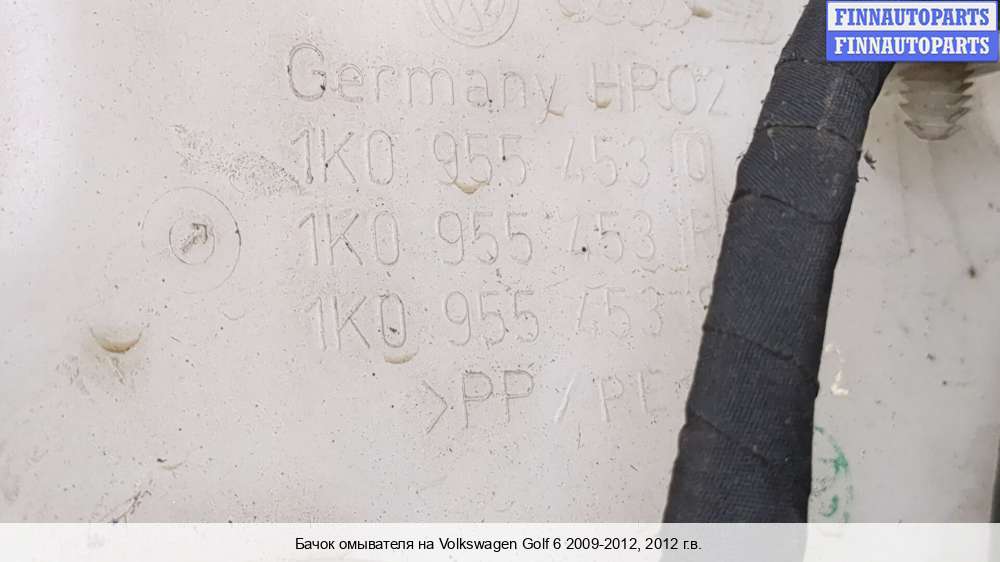 FINNAUTOPARTS
FINNAUTOPARTS
Germany HP02
1K0 955 453
1K0 955 453
1K0 955 453
>PP / PE
Бачок омывателя на Volkswagen Golf 6 2009-2012, 2012 г.в.